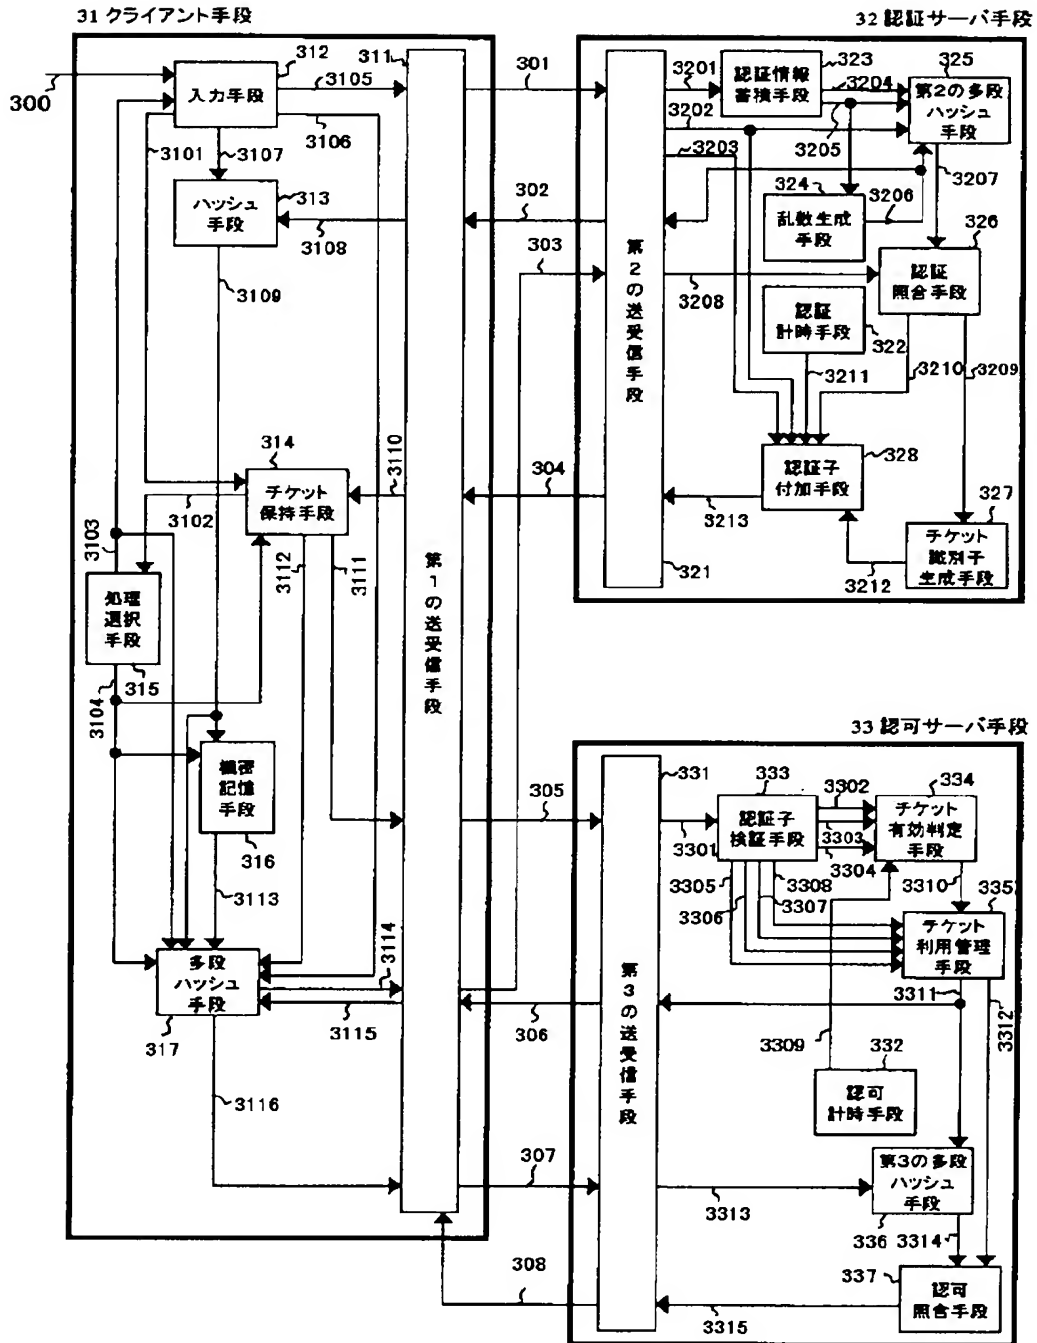 31 クライアント手段
32 認証サーバ手段
300
312
入力手段
3105
311
301
3101
3107
3106
313
ハッシュ
手段
3108
302
303
3109
314
チケット
保持手段
3110
304
3102
3103
3112
3111
処理
選択
手段
315
3104
機密
記憶
手段
316
3113
第1の送受信手段
305
多段
ハッシュ
手段
317
3114
3115
306
3116
307
308
3201
323
認証情報
蓄積手段
3204
325
第2の多段
ハッシュ
手段
3202
3203
3205
324
乱数生成
手段
3206
3207
326
認証
照合手段
3208
認証
計時手段
322
3211
3210
3209
第2の送受信手段
328
認証子
付加手段
3213
327
チケット
識別子
生成手段
3212
321
33 認可サーバ手段
331
333
認証子
検証手段
3301
3302
3303
3304
334
チケット
有効判定
手段
3305
3306
3308
3307
3310
335
チケット
利用管理
手段
3311
3312
3309
332
認可
計時手段
第3の送受信手段
第3の多段
ハッシュ
手段
3313
336
3314
337
認可
照合手段
3315